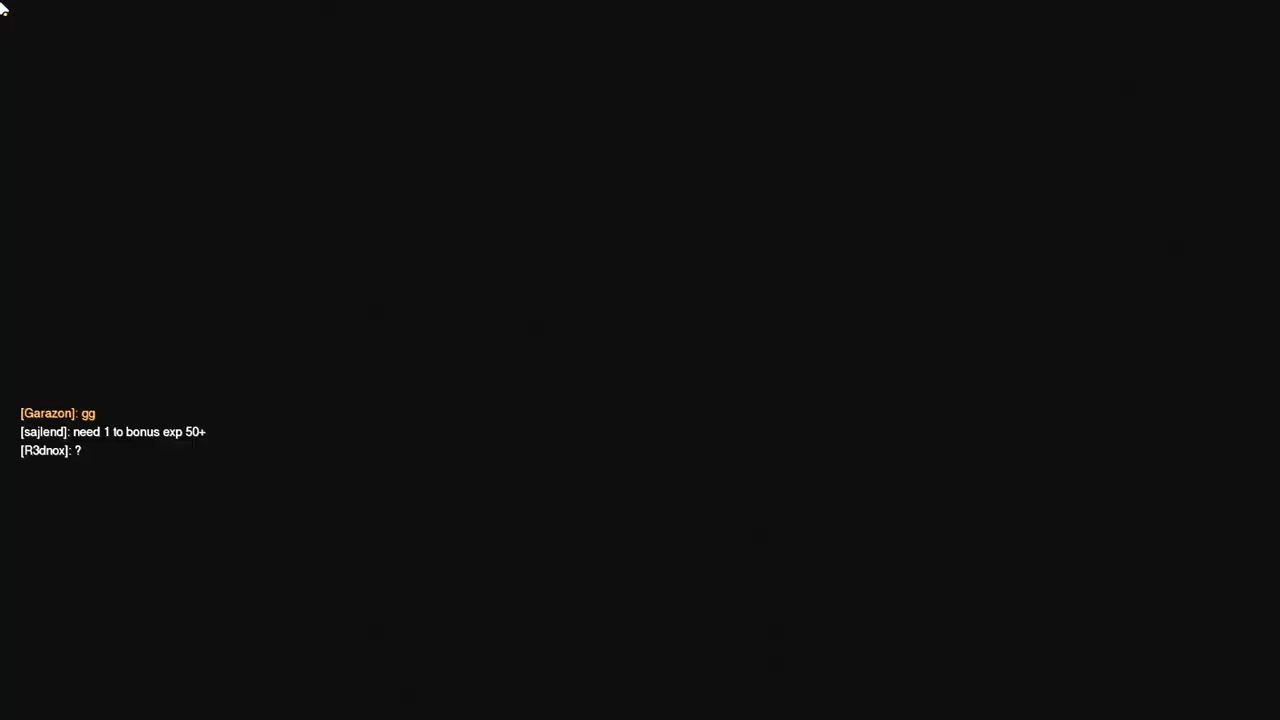 [Garazon]: gg
[sajlend]: need 1 to bonus exp 50+
[R3dnox]: ?